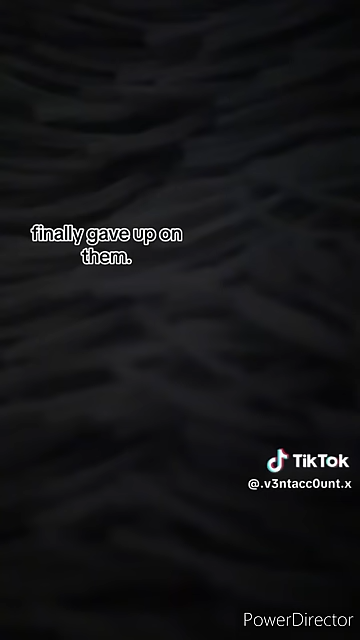 finally gave up on
them.
TikTok
@.v3ntacc0unt.x
PowerDirector